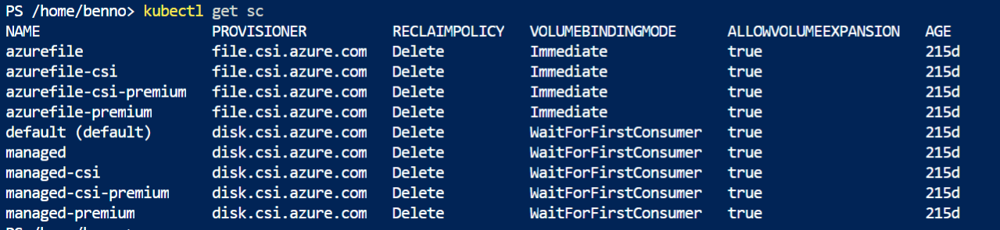 PS /home/benno> kubectl get sc
NAME PROVISIONER RECLAIMPOLICY VOLUMEBINDINGMODE ALLOWVOLUMEEXPANSION AGE
azurefile file.csi.azure.com Delete Immediate true 215d
azurefile-csi file.csi.azure.com Delete Immediate true 215d
azurefile-csi-premium file.csi.azure.com Delete Immediate true 215d
azurefile-premium file.csi.azure.com Delete Immediate true 215d
default (default) disk.csi.azure.com Delete WaitForFirstConsumer true 215d
managed disk.csi.azure.com Delete WaitForFirstConsumer true 215d
managed-csi disk.csi.azure.com Delete WaitForFirstConsumer true 215d
managed-csi-premium disk.csi.azure.com Delete WaitForFirstConsumer true 215d
managed-premium disk.csi.azure.com Delete WaitForFirstConsumer true 215d